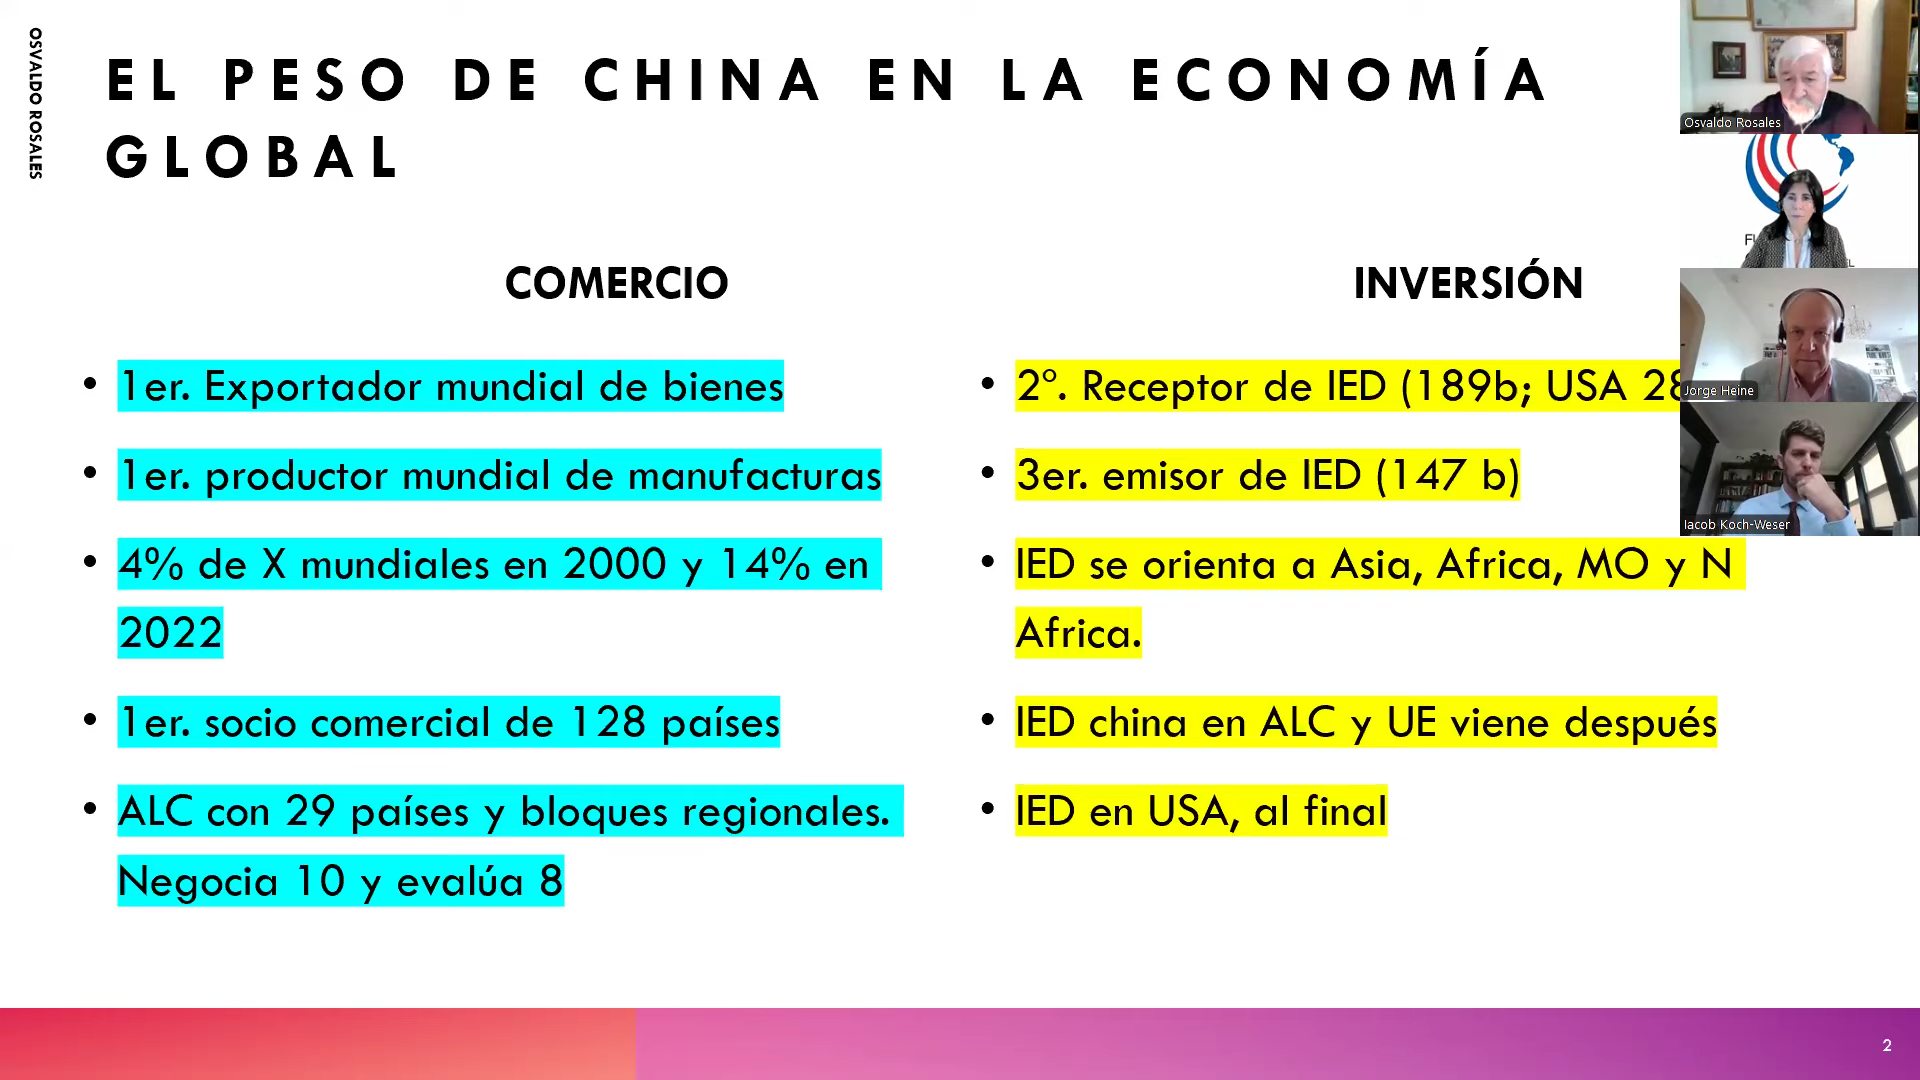 OSVALDO ROSALES
EL PESO DE CHINA EN LA ECONOMÍA
GLOBAL
COMERCIO
• 1er. Exportador mundial de bienes
• 1er. productor mundial de manufacturas
• 4% de X mundiales en 2000 y 14% en
2022
• 1er. socio comercial de 128 países
• ALC con 29 países y bloques regionales.
Negocia 10 y evalúa 8
INVERSIÓN
• 2º. Receptor de IED (189b; USA
• 3er. emisor de IED (147 b)
• IED se orienta a Asia, Africa, MO y N
Africa.
• IED china en ALC y UE viene después
• IED en USA, al final
Osvaldo Rosales
Jorge Heine
Jacob Koch-Weser
2